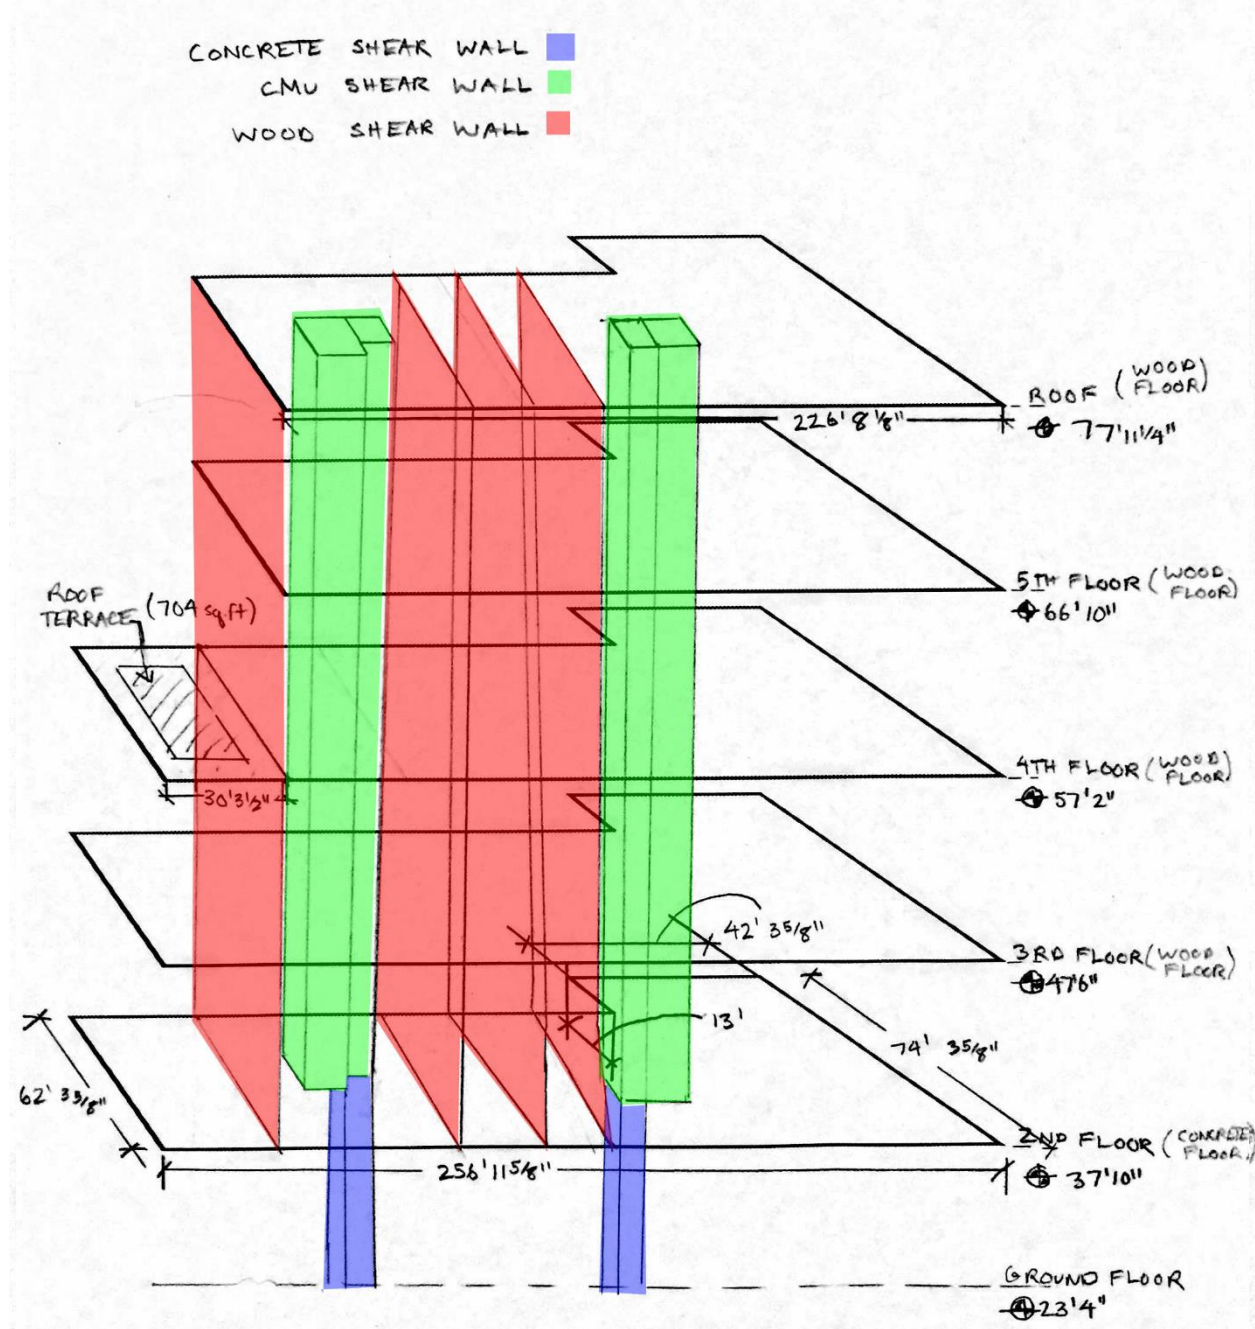 CONCRETE SHEAR WALL
CMU SHEAR WALL
WOOD SHEAR WALL
ROOF (WOOD FLOOR)
77'11 1/4"
226' 8 1/8"
5TH FLOOR (WOOD FLOOR)
66'10"
ROOF TERRACE (704 sq.ft)
4TH FLOOR (WOOD FLOOR)
57'2"
30'3 1/2"
42' 3 5/8"
3RD FLOOR (WOOD FLOOR)
47'6"
13'
74' 3 5/8"
62' 3 3/8"
2ND FLOOR (CONCRETE FLOOR)
37'10"
256' 11 5/8"
GROUND FLOOR
23'4"